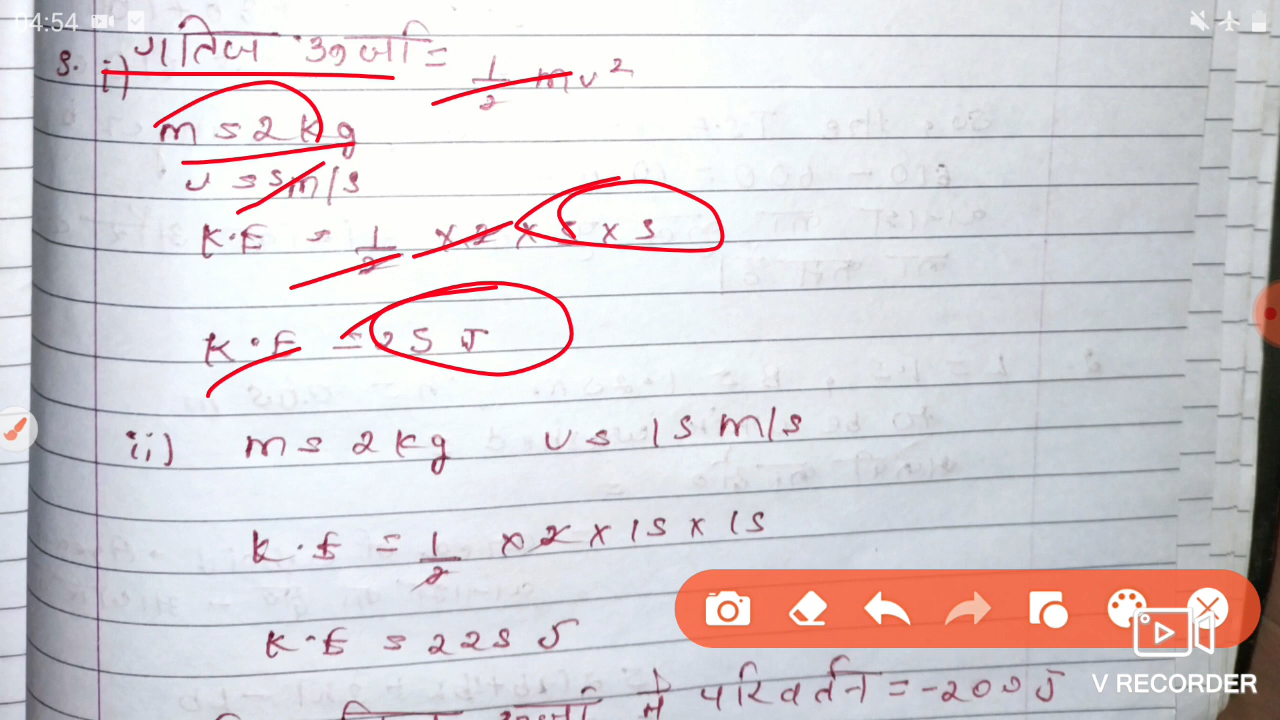 04:54
9. i) गतिज ऊर्जा = 1/2 mv²
m = 2 kg
v = 5 m/s
K.E = 1/2 × 2 × 5 × 5
K.E = 25 J
ii) m = 2 kg v = 15 m/s
K.E = 1/2 × 2 × 15 × 15
K.E = 225 J
ऊर्जा में परिवर्तन = -200 J
V RECORDER